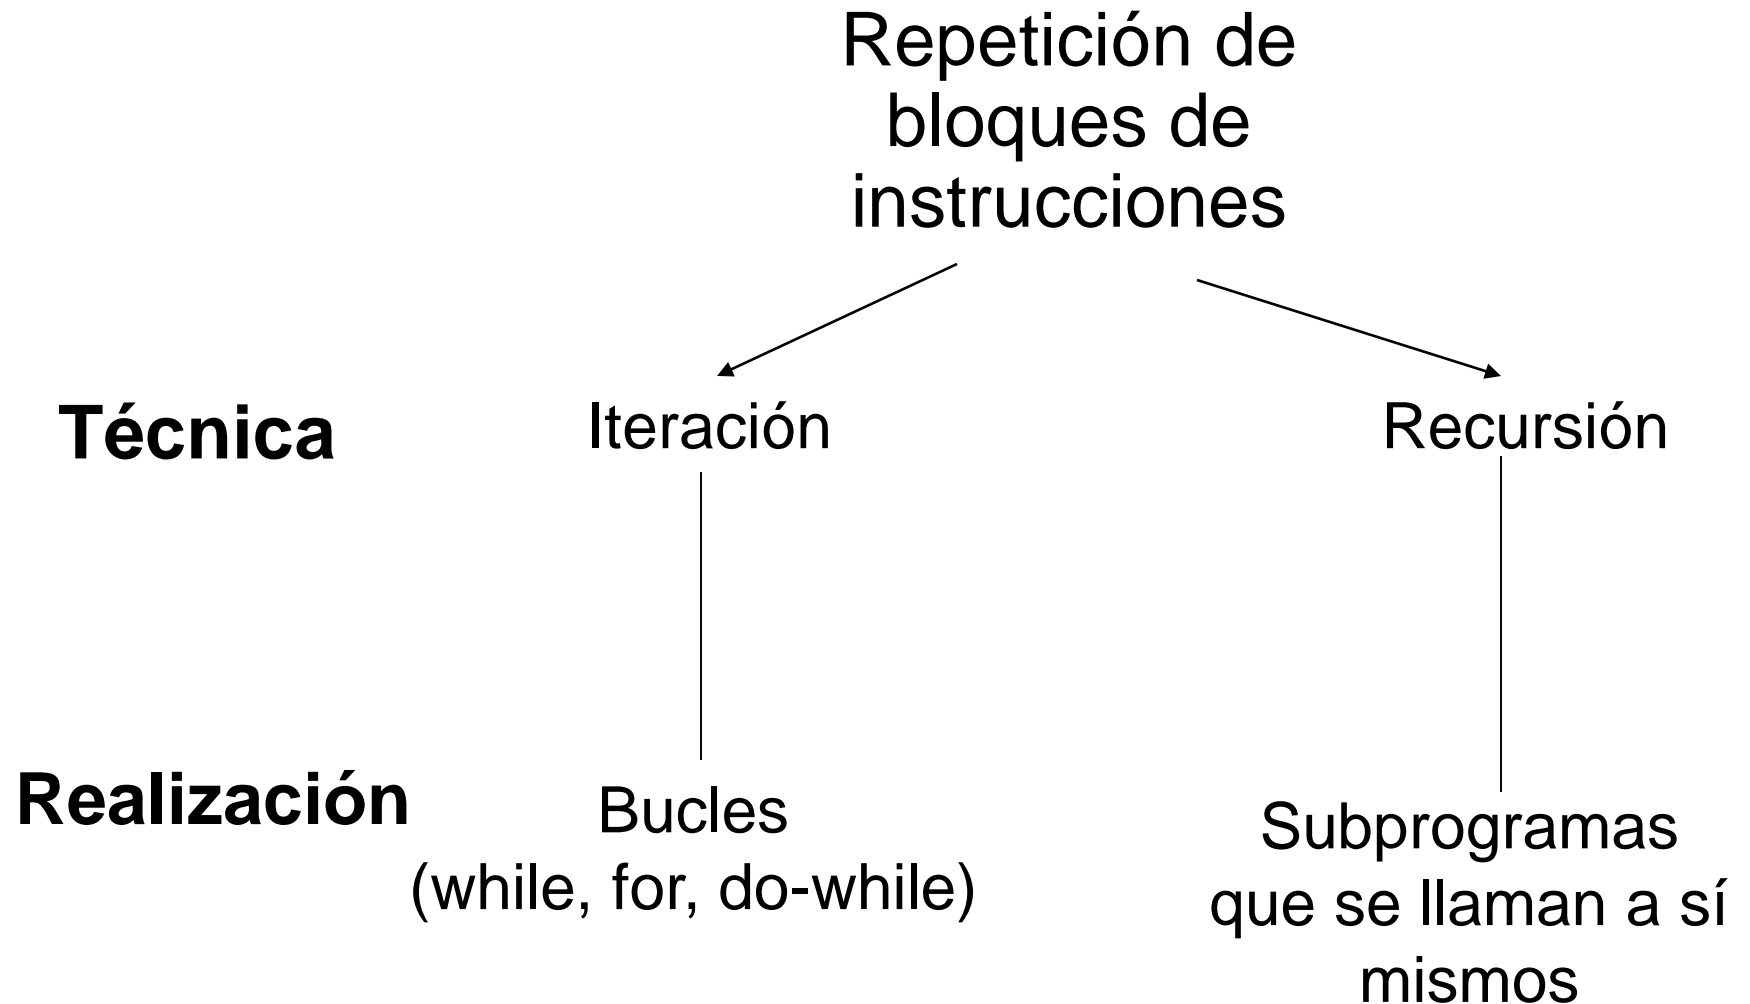 Repetición de
bloques de
instrucciones
Técnica
Iteración
Recursión
Realización
Bucles
(while, for, do-while)
Subprogramas
que se llaman a sí
mismos